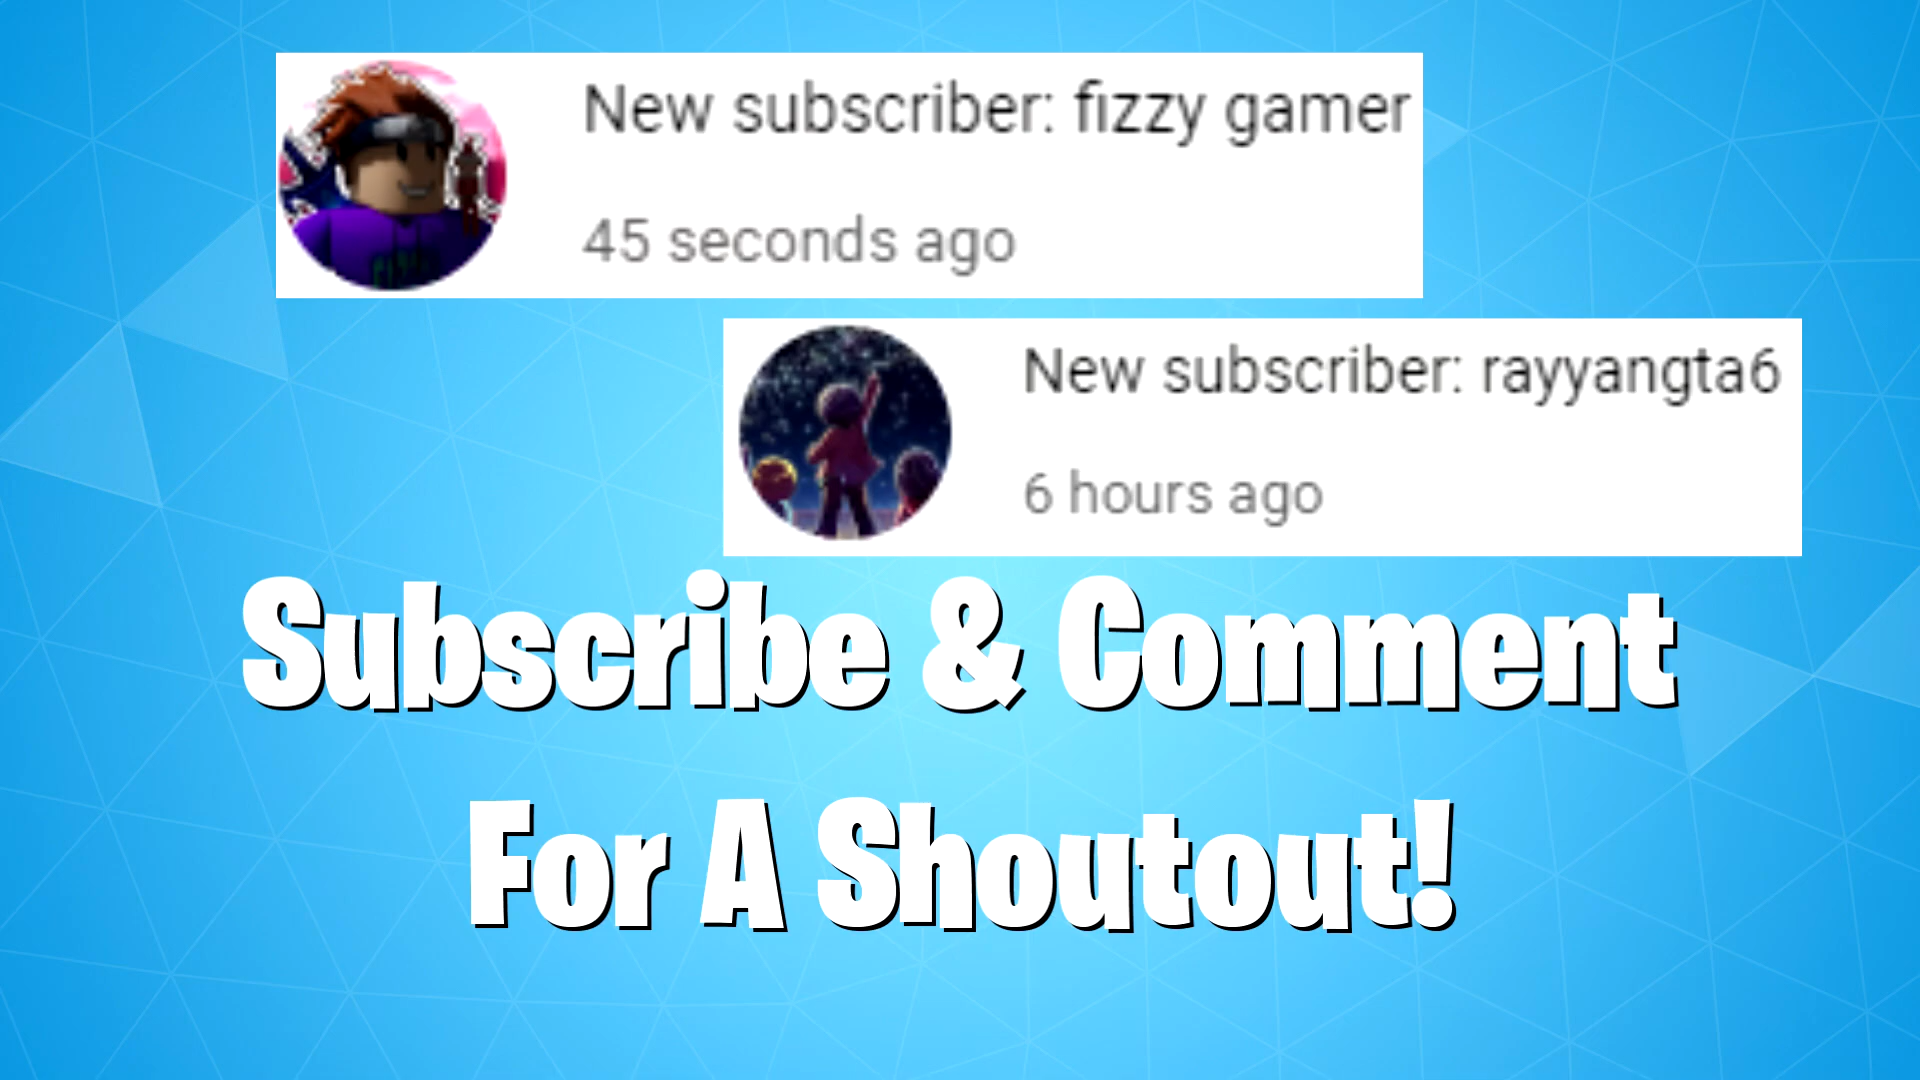 New subscriber: fizzy gamer
45 seconds ago
New subscriber: rayyangta6
6 hours ago
Subscribe & Comment
For A Shoutout!